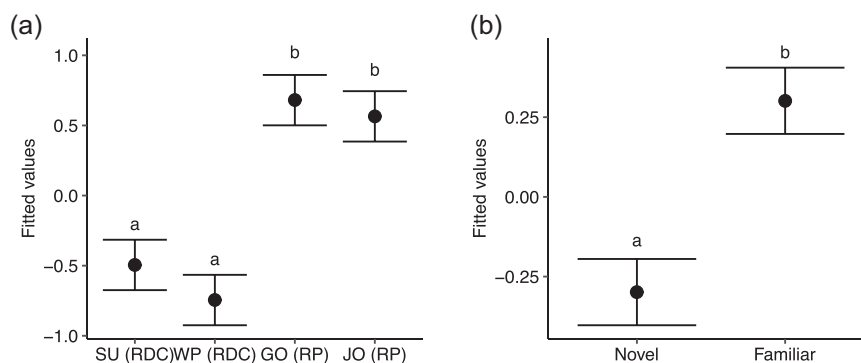 (a)
Fitted values
1.0
0.5
0.0
−0.5
−1.0
a
a
b
b
SU (RDC) WP (RDC) GO (RP) JO (RP)
(b)
Fitted values
0.25
0.00
−0.25
a
b
Novel Familiar